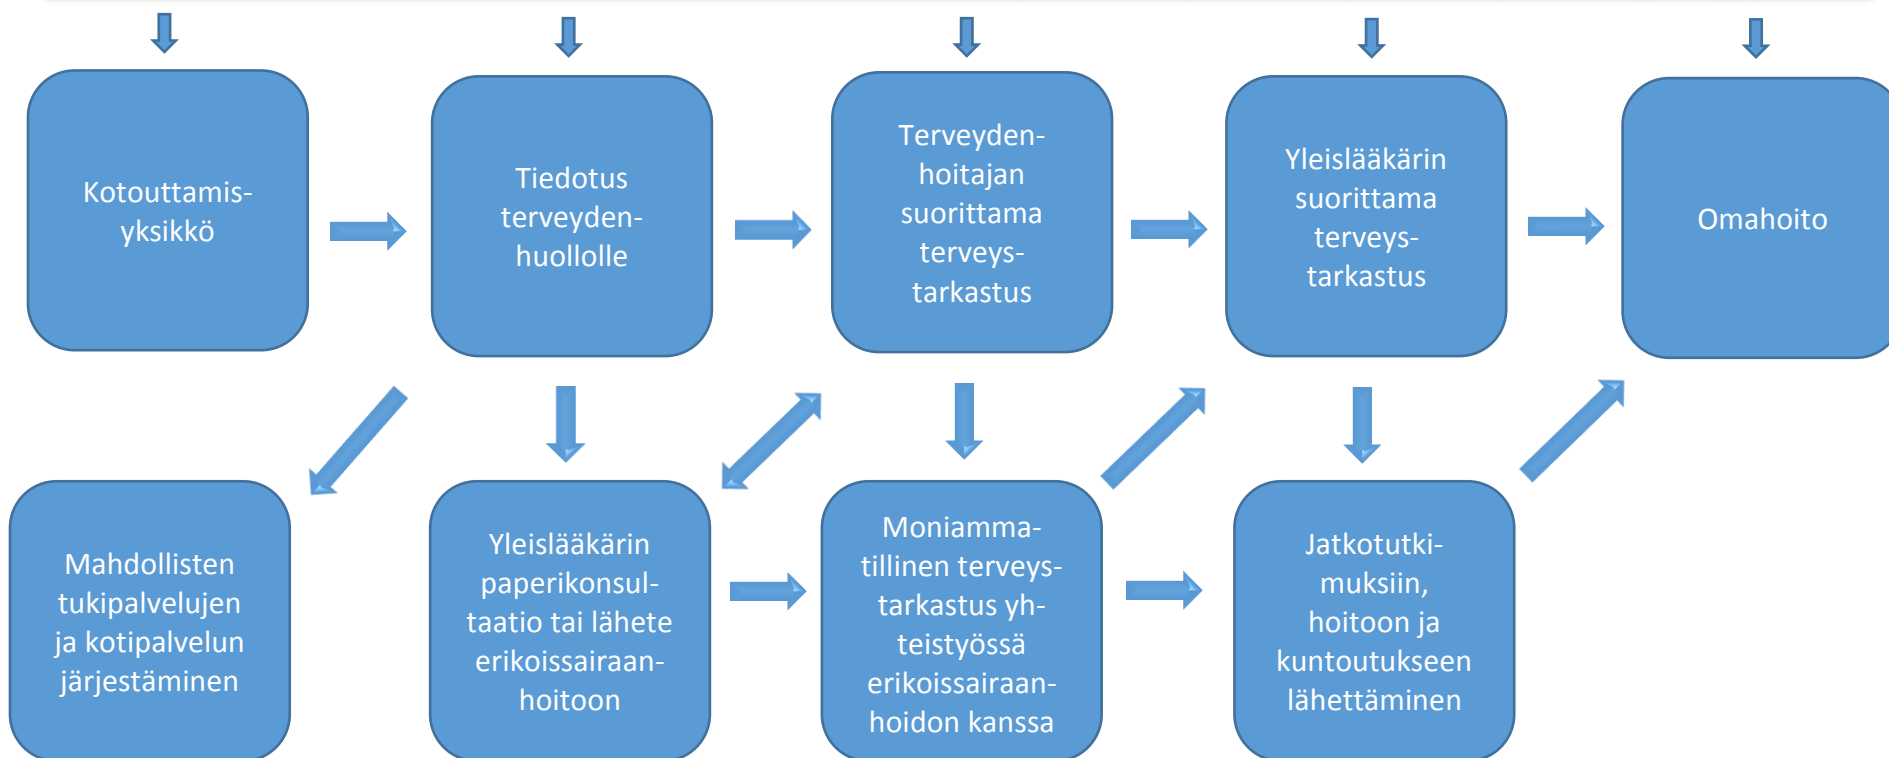 Kotouttamis-
yksikkö
Tiedotus
terveyden-
huollolle
Terveyden-
hoitajan
suorittama
terveys-
tarkastus
Yleislääkärin
suorittama
terveys-
tarkastus
Omahoito
Mahdollisten
tukipalvelujen
ja kotipalvelun
järjestäminen
Yleislääkärin
paperikonsul-
taatio tai lähete
erikoissairaan-
hoitoon
Moniamma-
tillinen terveys-
tarkastus yh-
teistyössä
erikoissairaan-
hoidon kanssa
Jatkotutki-
muksiin,
hoitoon ja
kuntoutukseen
lähettäminen